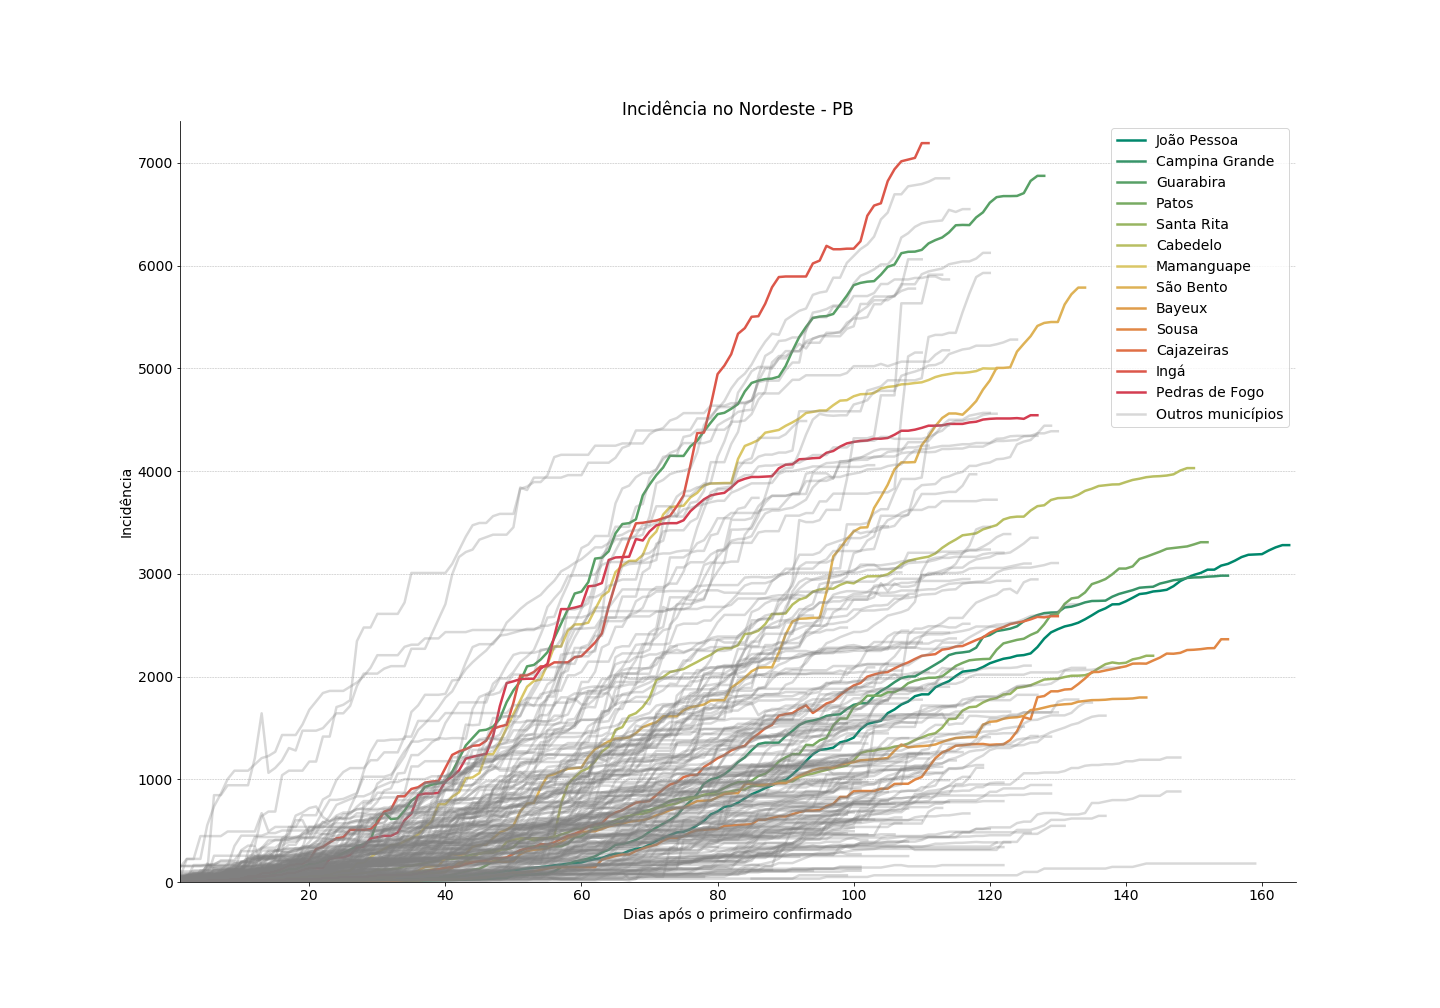 Incidência no Nordeste - PB
7000
6000
5000
4000
3000
2000
1000
0
Incidência
20 40 60 80 100 120 140 160
Dias após o primeiro confirmado
João Pessoa
Campina Grande
Guarabira
Patos
Santa Rita
Cabedelo
Mamanguape
São Bento
Bayeux
Sousa
Cajazeiras
Ingá
Pedras de Fogo
Outros municípios